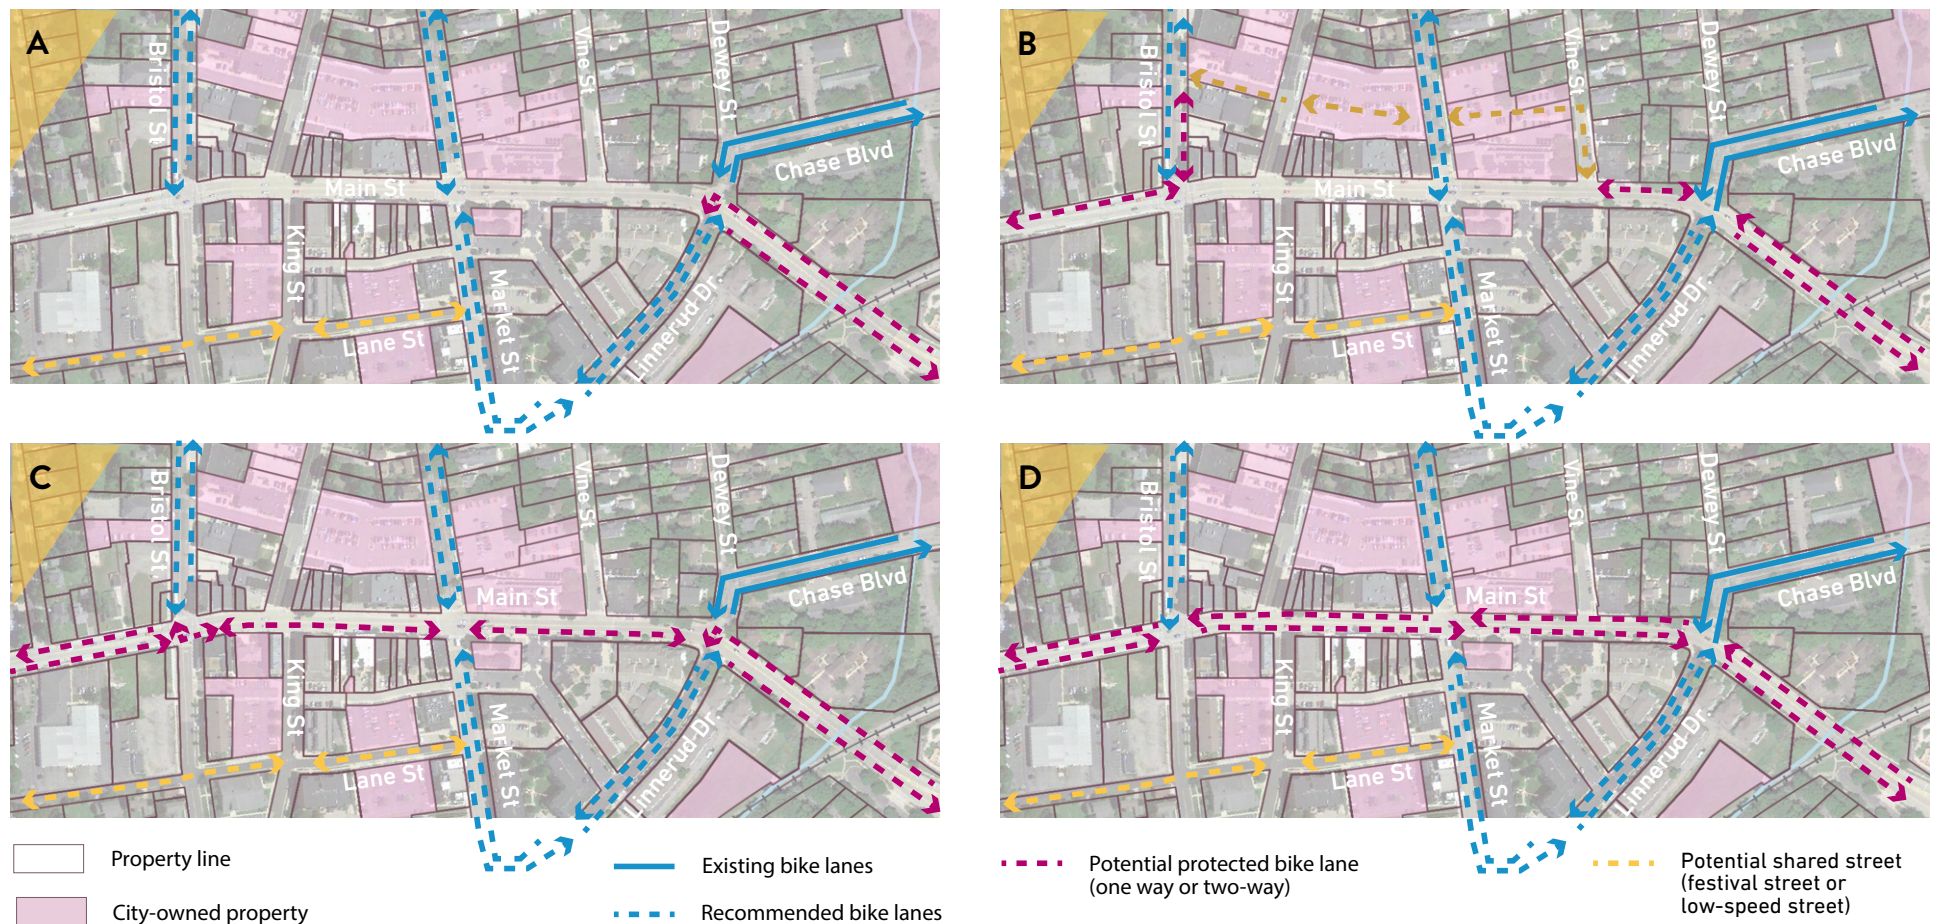 A
Bristol St
Vine St
Dewey St
Chase Blvd
Main St
King St
Market St
Lane St
Linnerud Dr.
B
Bristol St
Vine St
Dewey St
Chase Blvd
Main St
King St
Market St
Lane St
Linnerud Dr.
C
Bristol St.
Vine St
Dewey St
Chase Blvd
Main St
King St
Market St
Lane St
Linnerud Dr.
D
Bristol St
Vine St
Dewey St
Chase Blvd
Main St
King St
Market St
Lane St
Linnerud Dr.
Property line
City-owned property
Existing bike lanes
Recommended bike lanes
Potential protected bike lane
(one way or two-way)
Potential shared street
(festival street or
low-speed street)